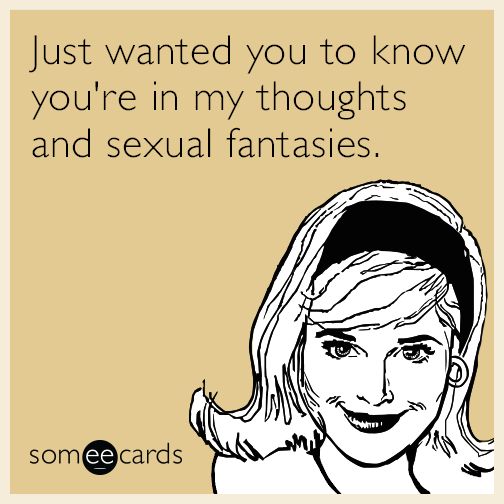 Just wanted you to know
you're in my thoughts
and sexual fantasies.
someecards